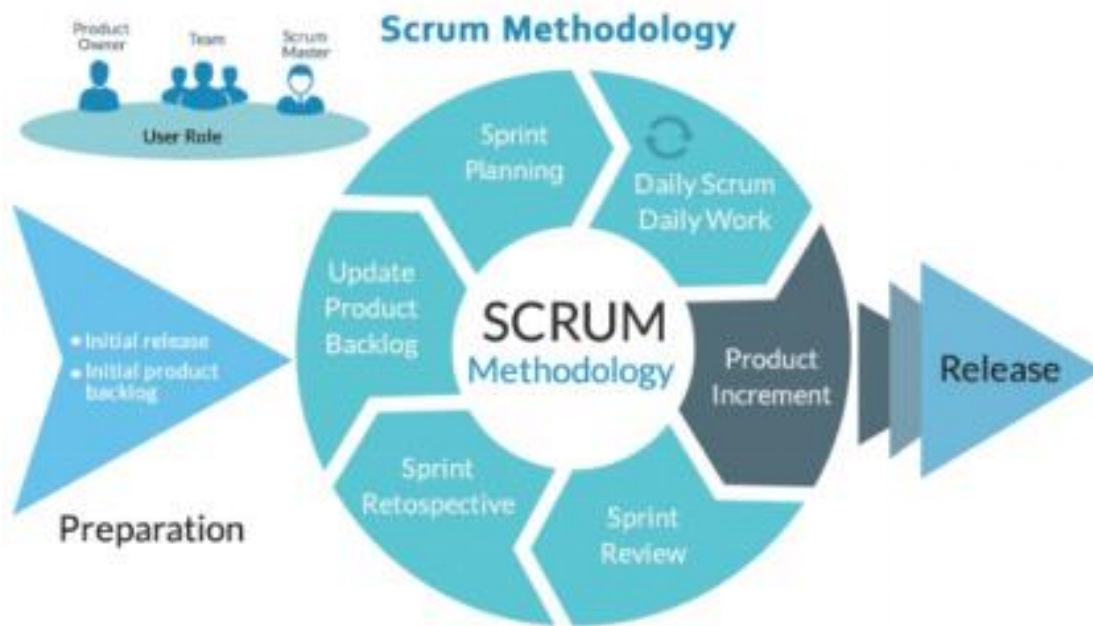 Scrum Methodology
Product
Owner
Team
Scrum
Master
User Role
Sprint
Planning
Daily Scrum
Daily Work
Update
Product
Backlog
SCRUM
Methodology
Product
Increment
Release
• Initial release
• Initial product
backlog
Sprint
Retospective
Sprint
Review
Preparation